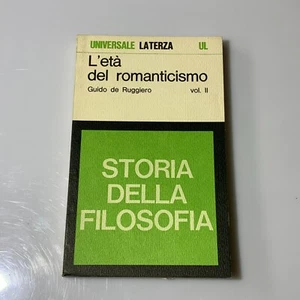 UNIVERSALE LATERZA UL
L'età
del romanticismo
Guido de Ruggiero vol. II
STORIA
DELLA
FILOSOFIA